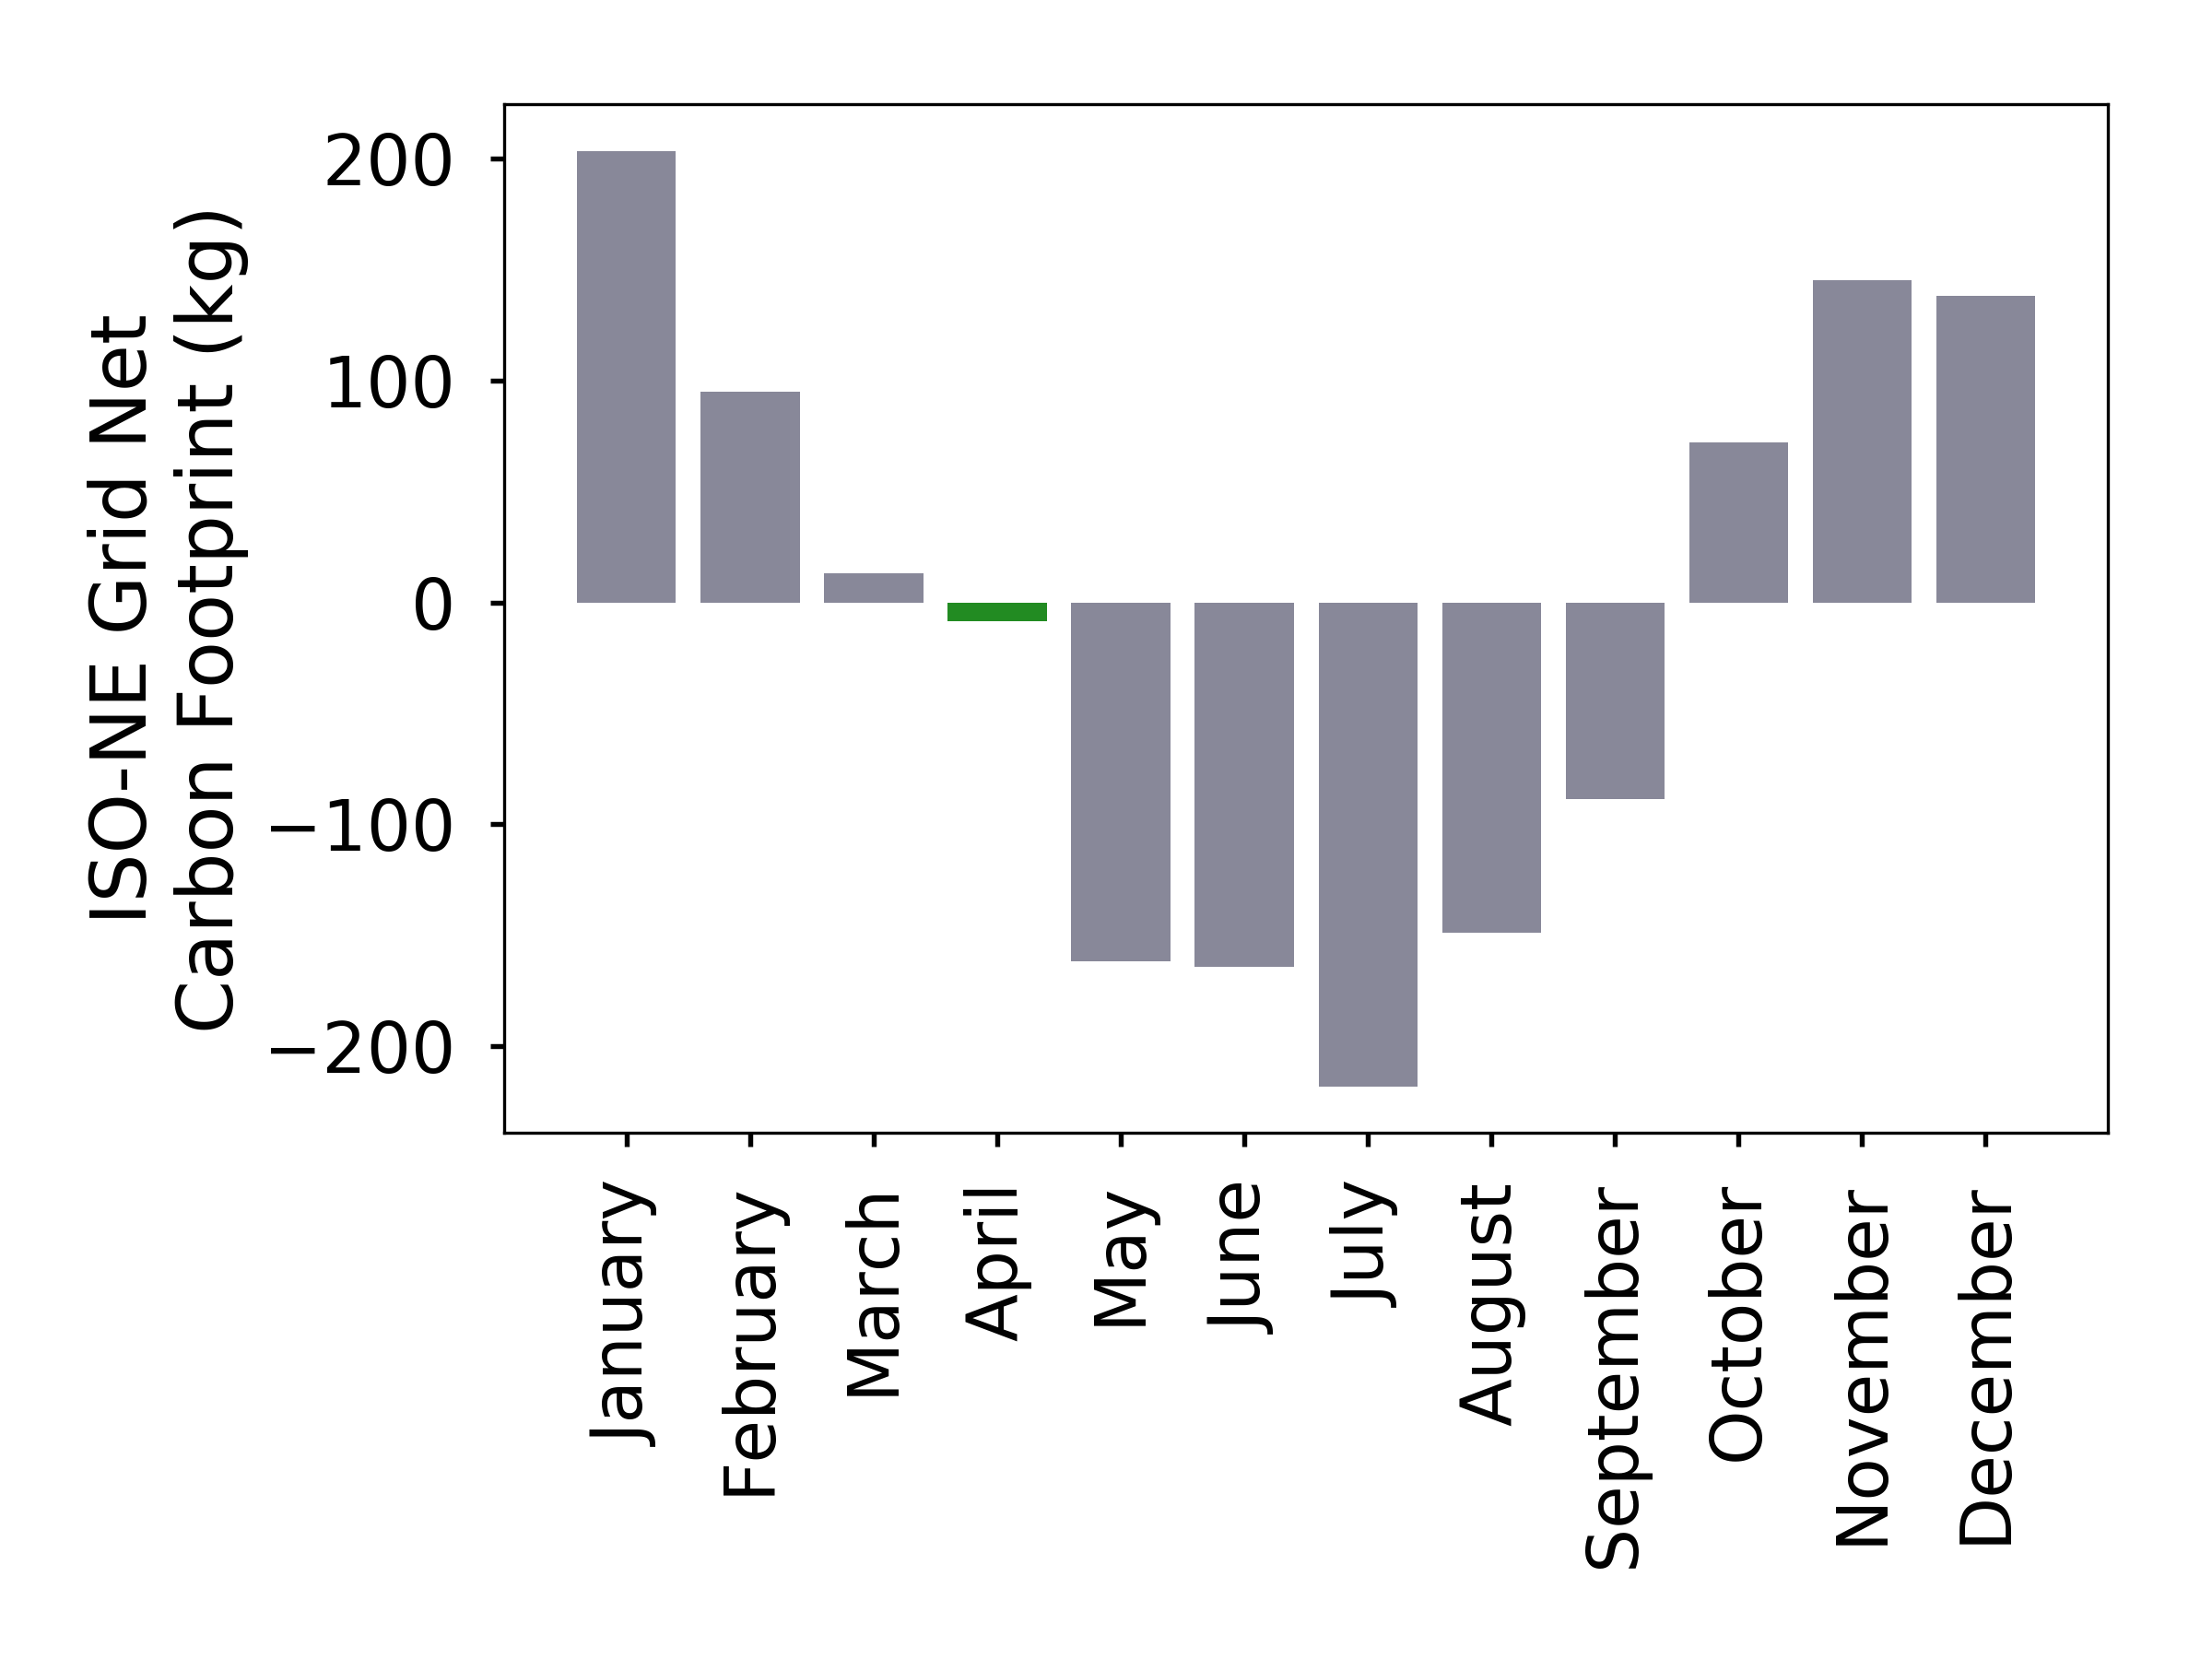 ISO-NE Grid Net
Carbon Footprint (kg)
200
100
0
−100
−200
January
February
March
April
May
June
July
August
September
October
November
December